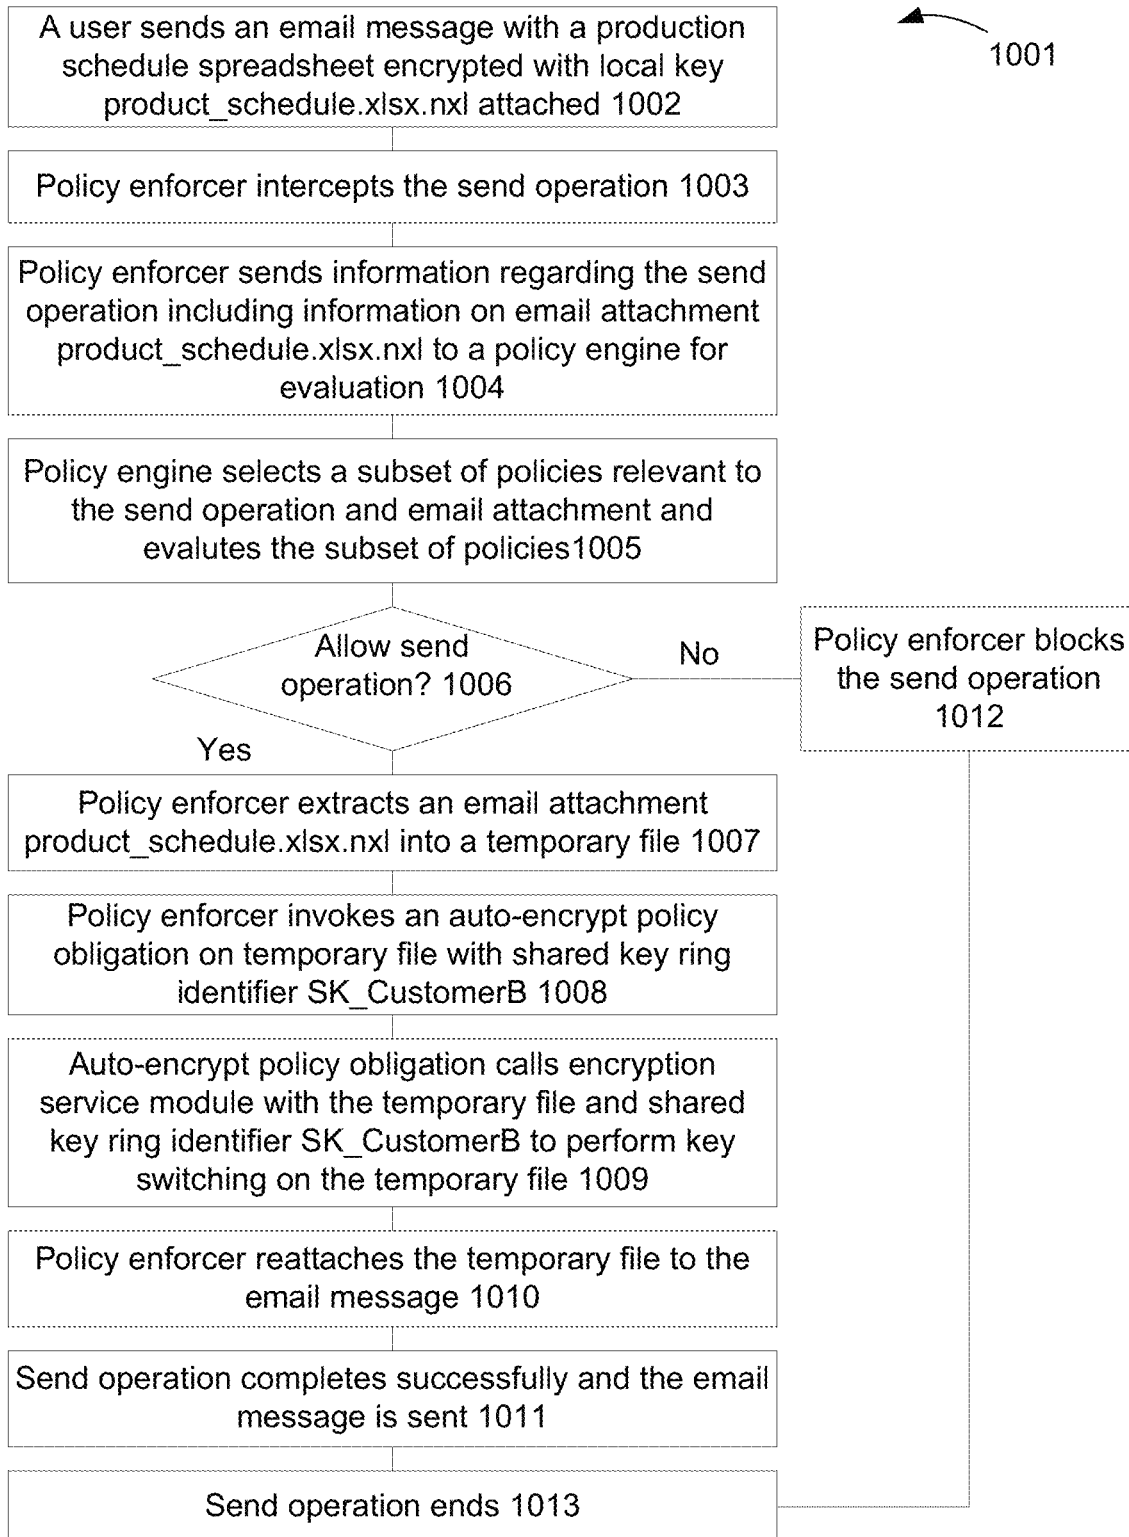 A user sends an email message with a production
schedule spreadsheet encrypted with local key
product_schedule.xlsx.nxl attached 1002
1001
Policy enforcer intercepts the send operation 1003
Policy enforcer sends information regarding the send
operation including information on email attachment
product_schedule.xlsx.nxl to a policy engine for
evaluation 1004
Policy engine selects a subset of policies relevant to
the send operation and email attachment and
evalutes the subset of policies1005
Allow send
operation? 1006
No
Policy enforcer blocks
the send operation
1012
Yes
Policy enforcer extracts an email attachment
product_schedule.xlsx.nxl into a temporary file 1007
Policy enforcer invokes an auto-encrypt policy
obligation on temporary file with shared key ring
identifier SK_CustomerB 1008
Auto-encrypt policy obligation calls encryption
service module with the temporary file and shared
key ring identifier SK_CustomerB to perform key
switching on the temporary file 1009
Policy enforcer reattaches the temporary file to the
email message 1010
Send operation completes successfully and the email
message is sent 1011
Send operation ends 1013